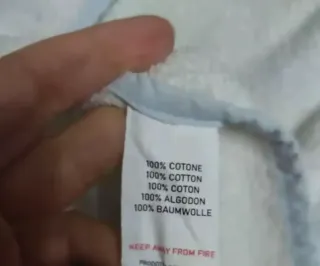 100% COTONE
100% COTTON
100% COTON
100% ALGODON
100% BAUMWOLLE
KEEP AWAY FROM FIRE